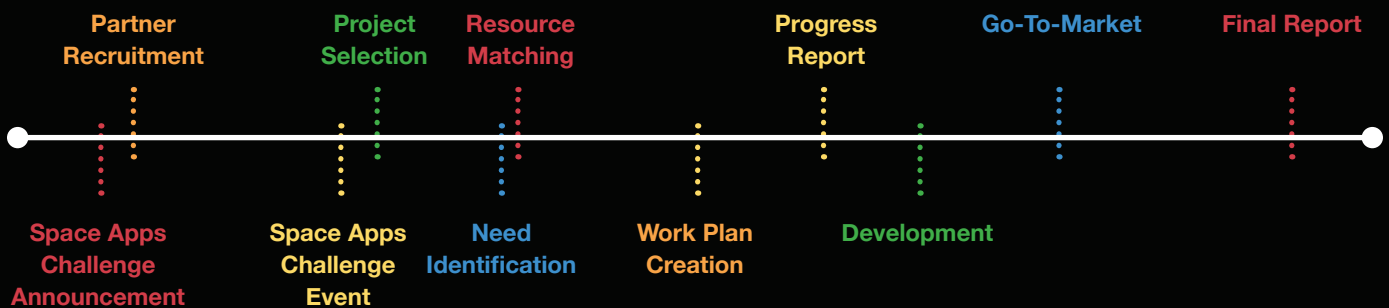 Partner
Recruitment
Project
Selection
Resource
Matching
Progress
Report
Go-To-Market
Final Report
Space Apps
Challenge
Announcement
Space Apps
Challenge
Event
Need
Identification
Work Plan
Creation
Development